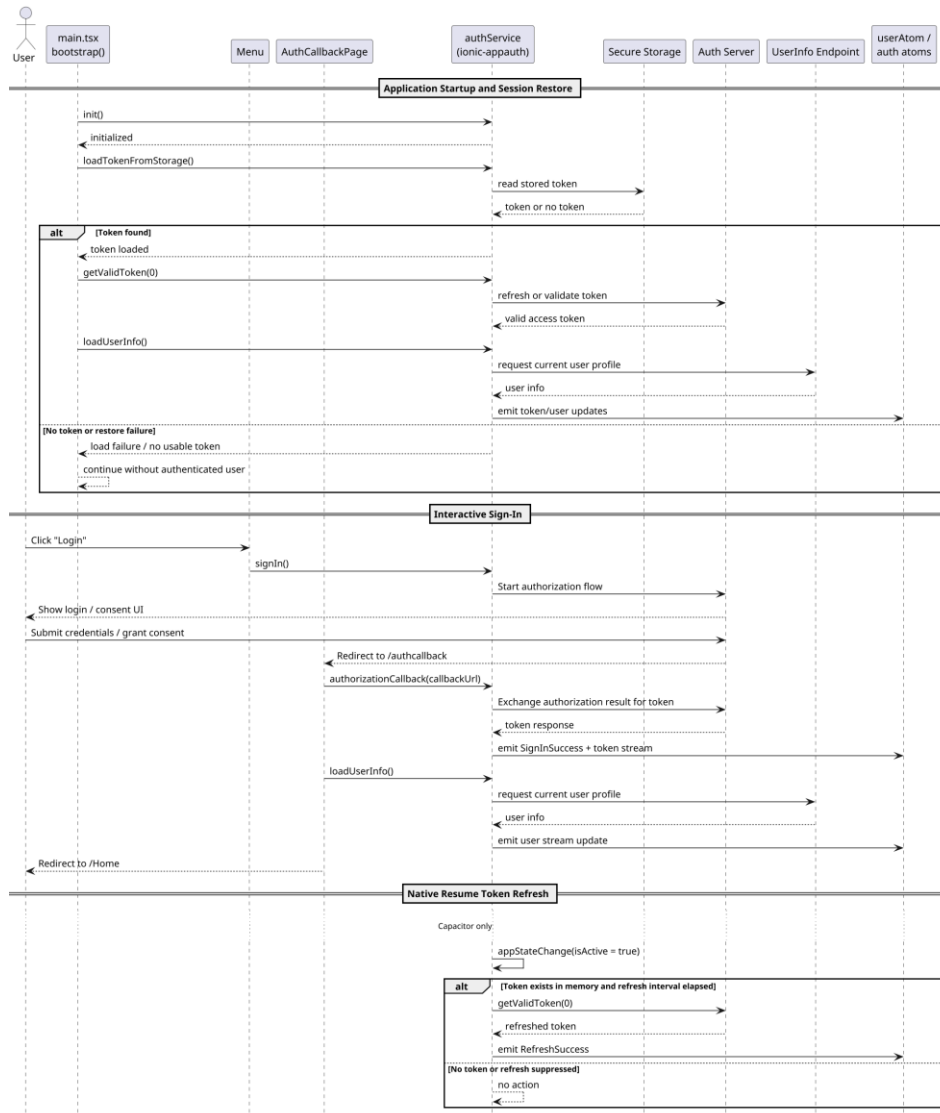 User
main.tsx
bootstrap()
Menu
AuthCallbackPage
authService
(ionic-appauth)
Secure Storage
Auth Server
UserInfo Endpoint
userAtom /
auth atoms
Application Startup and Session Restore
init()
initialized
loadTokenFromStorage()
read stored token
token or no token
alt [Token found]
token loaded
getValidToken(0)
refresh or validate token
valid access token
loadUserInfo()
request current user profile
user info
emit token/user updates
[No token or restore failure]
load failure / no usable token
continue without authenticated user
Interactive Sign-In
Click "Login"
signIn()
Start authorization flow
Show login / consent UI
Submit credentials / grant consent
Redirect to /authcallback
authorizationCallback(callbackUrl)
Exchange authorization result for token
token response
emit SignInSuccess + token stream
loadUserInfo()
request current user profile
user info
emit user stream update
Redirect to /Home
Native Resume Token Refresh
Capacitor only
appStateChange(isActive = true)
alt [Token exists in memory and refresh interval elapsed]
getValidToken(0)
refreshed token
emit RefreshSuccess
[No token or refresh suppressed]
no action